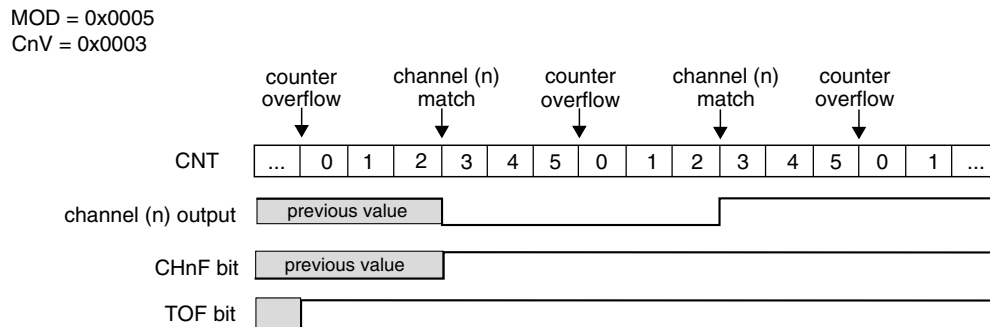 MOD = 0x0005
CnV = 0x0003
counter overflow
channel (n) match
counter overflow
channel (n) match
counter overflow
CNT ... 0 1 2 3 4 5 0 1 2 3 4 5 0 1 ...
channel (n) output previous value
CHnF bit previous value
TOF bit